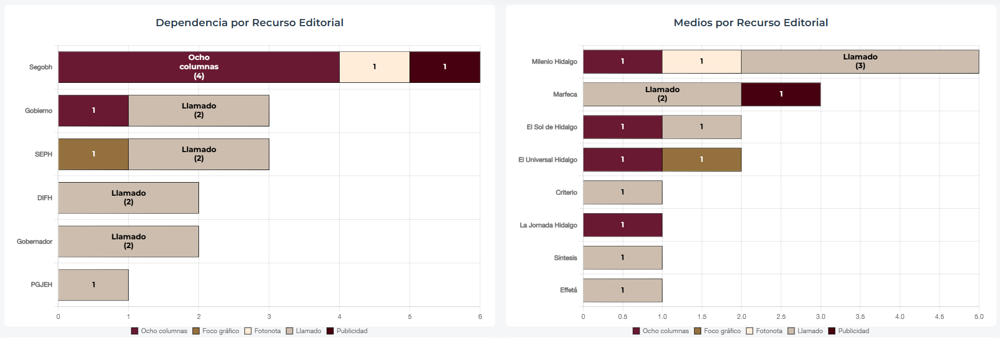 Dependencia por Recurso Editorial
Segobh
Ocho
columnas
(4)
1
1
Gobierno
1
Llamado
(2)
SEPH
1
Llamado
(2)
DIFH
Llamado
(2)
Gobernador
Llamado
(2)
PGJEH
1
0 1 2 3 4 5 6
Ocho columnas Foco gráfico Fotonota Llamado Publicidad
Medios por Recurso Editorial
Milenio Hidalgo
1
1
Llamado
(3)
Marfeca
Llamado
(2)
1
El Sol de Hidalgo
1
1
El Universal Hidalgo
1
1
Criterio
1
La Jornada Hidalgo
1
Síntesis
1
Effetá
1
0 0.5 1.0 1.5 2.0 2.5 3.0 3.5 4.0 4.5 5.0
Ocho columnas Foco gráfico Fotonota Llamado Publicidad